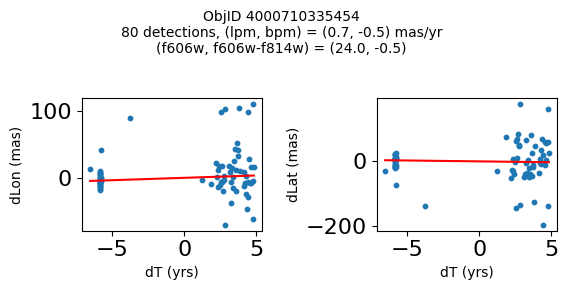 ObjID 4000710335454
80 detections, (lpm, bpm) = (0.7, -0.5) mas/yr
(f606w, f606w-f814w) = (24.0, -0.5)
dLon (mas)
100
0
−5
0
5
dT (yrs)
dLat (mas)
0
−200
−5
0
5
dT (yrs)